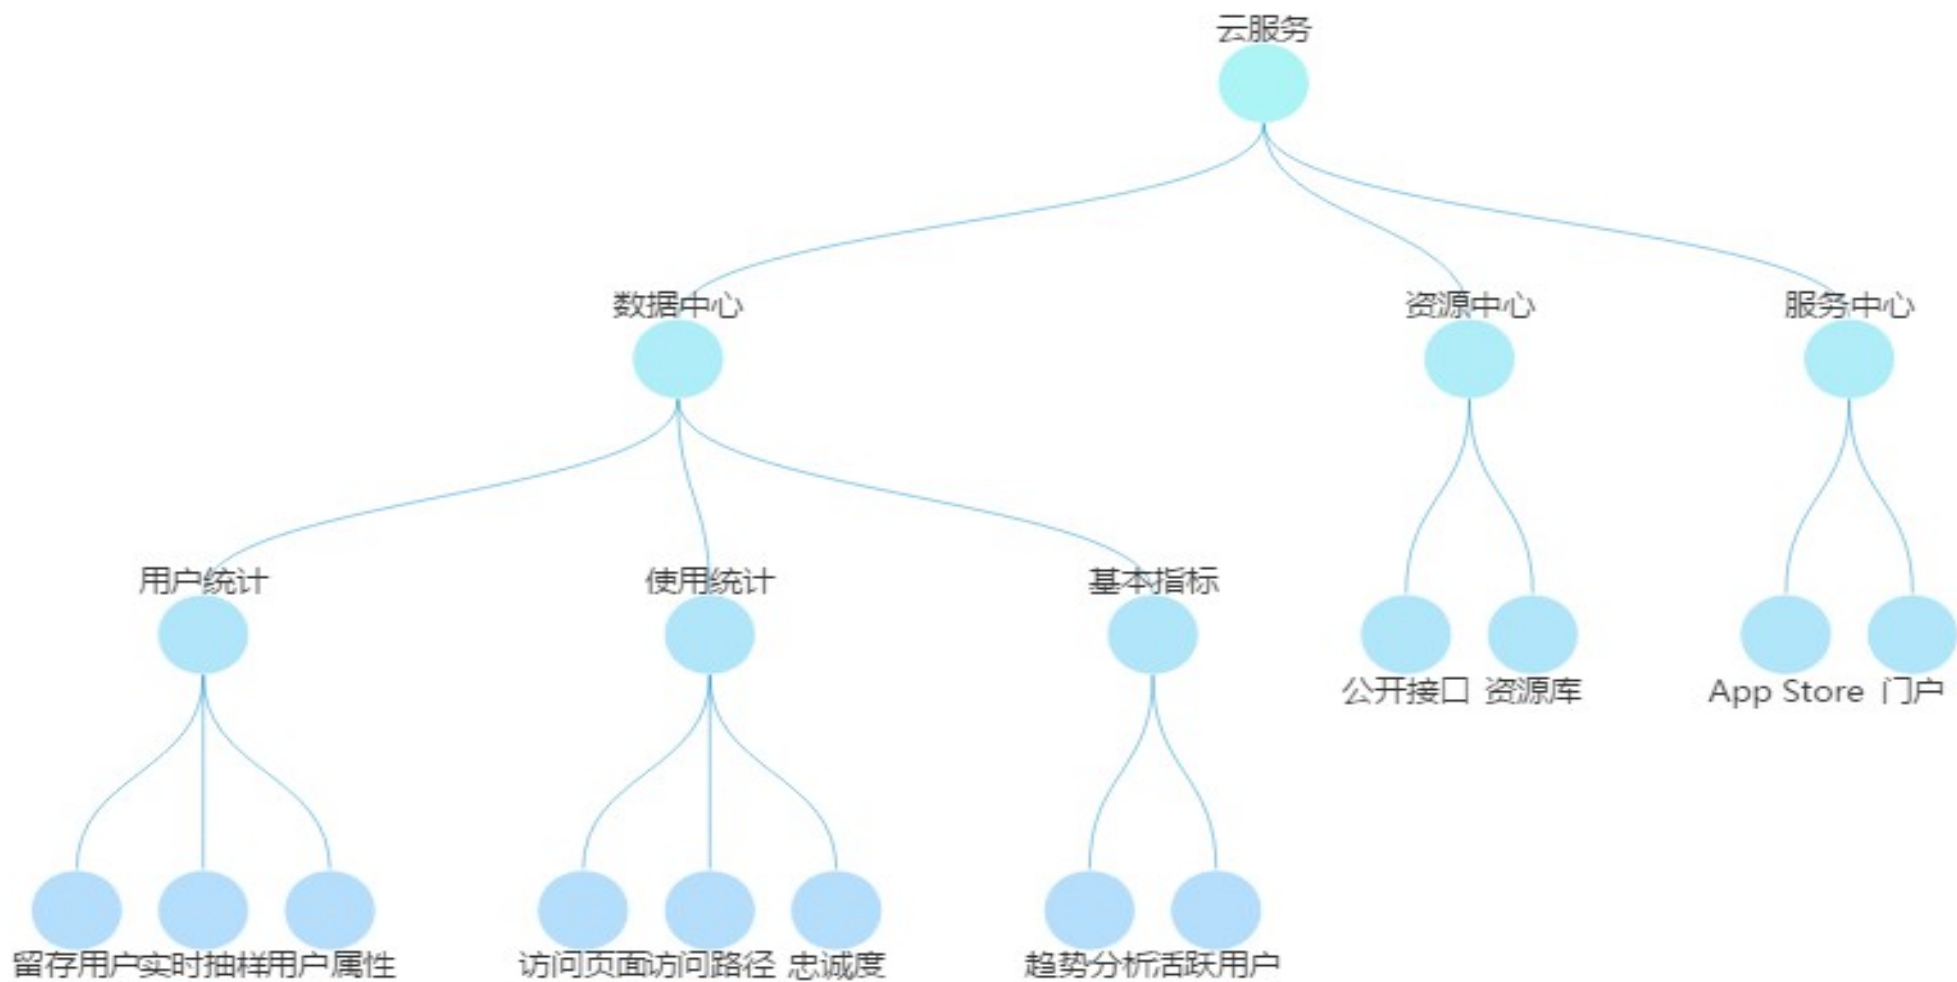 云服务
数据中心
资源中心
服务中心
用户统计
使用统计
基本指标
公开接口
资源库
App Store
门户
留存用户
实时抽样
用户属性
访问页面
访问路径
忠诚度
趋势分析
活跃用户